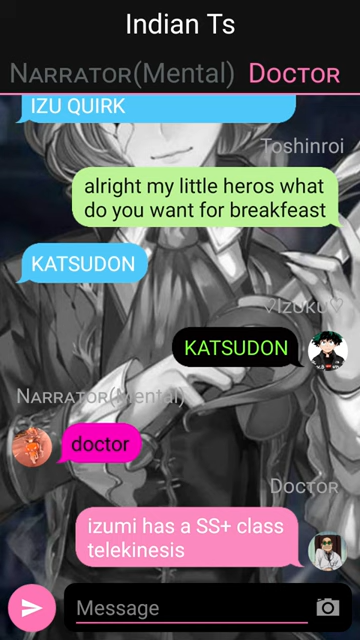 Indian Ts
Narrator(Mental) Doctor
IZU QUIRK
Toshinroi
alright my little heros what
do you want for breakfeast
KATSUDON
♡Izuku♡
KATSUDON
Narrator(Mental)
doctor
Doctor
izumi has a SS+ class
telekinesis
Message